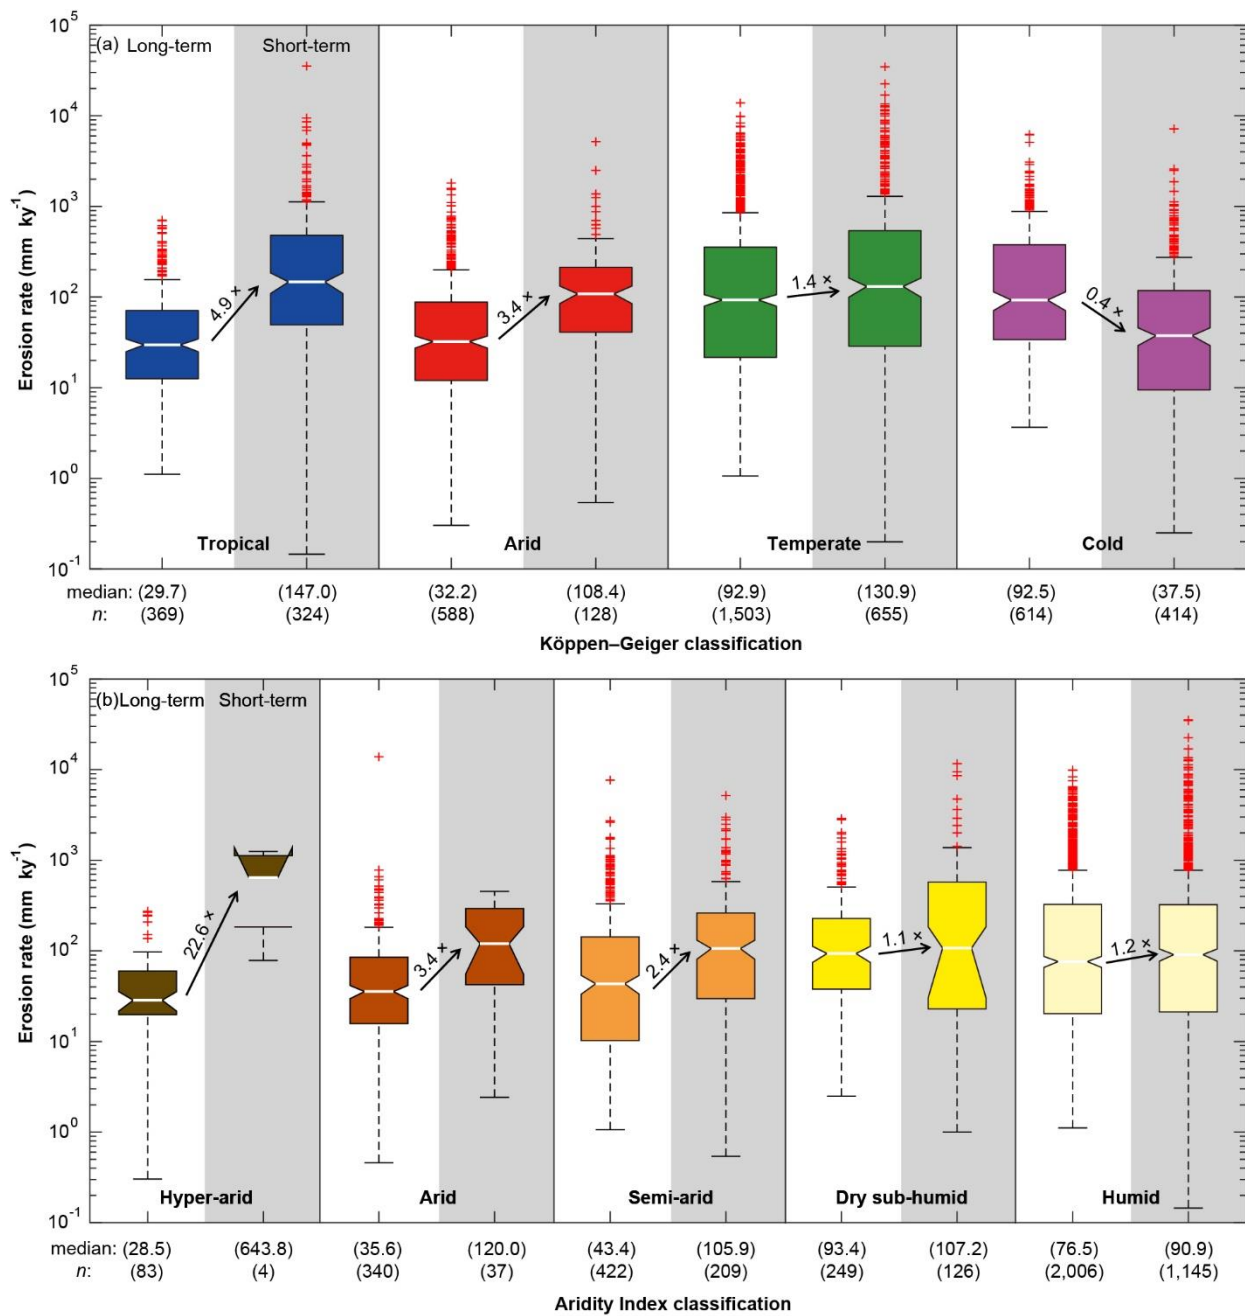 (a) Long-term Short-term
10^5
10^4
10^3
10^2
10^1
10^0
10^-1
Erosion rate (mm ky^-1)
4.9 ×
3.4 ×
1.4 ×
0.4 ×
Tropical Arid Temperate Cold
median: (29.7) (147.0) (32.2) (108.4) (92.9) (130.9) (92.5) (37.5)
n: (369) (324) (588) (128) (1,503) (655) (614) (414)
Köppen–Geiger classification
(b) Long-term Short-term
10^5
10^4
10^3
10^2
10^1
10^0
10^-1
Erosion rate (mm ky^-1)
22.6 ×
3.4 ×
2.4 ×
1.1 ×
1.2 ×
Hyper-arid Arid Semi-arid Dry sub-humid Humid
median: (28.5) (643.8) (35.6) (120.0) (43.4) (105.9) (93.4) (107.2) (76.5) (90.9)
n: (83) (4) (340) (37) (422) (209) (249) (126) (2,006) (1,145)
Aridity Index classification